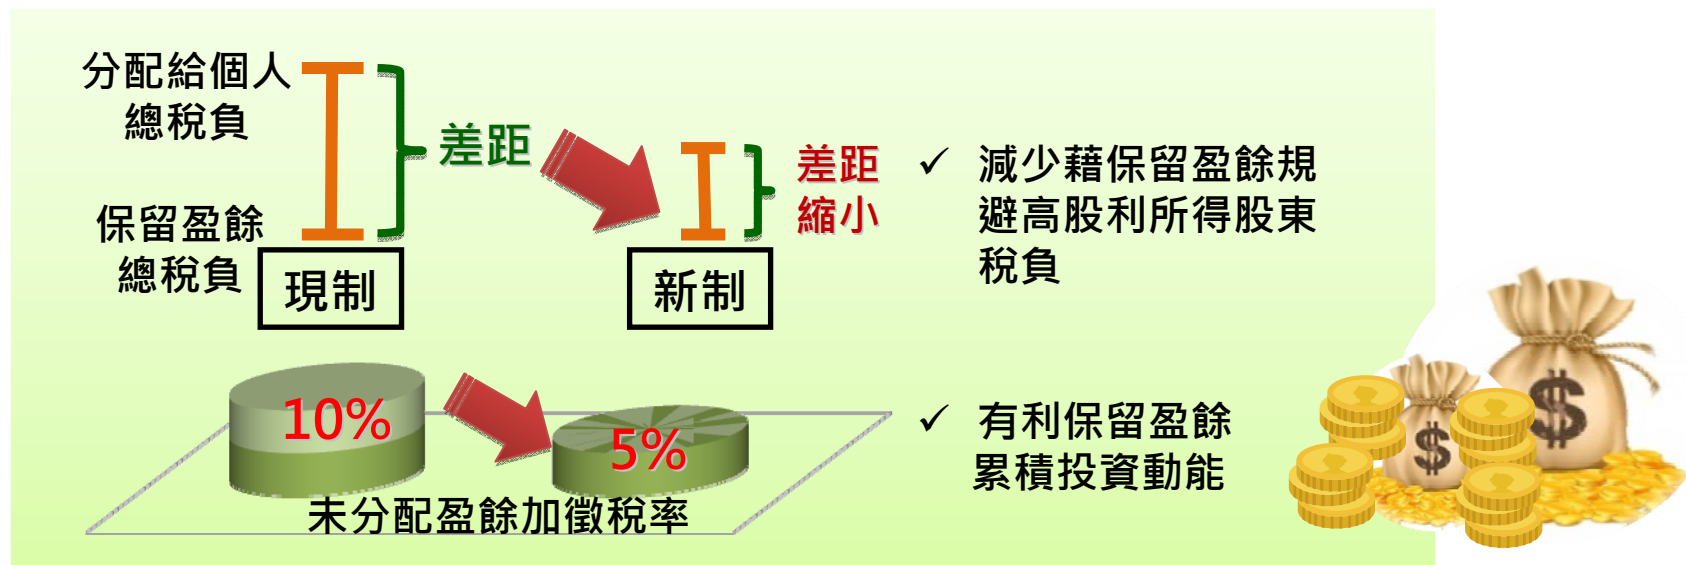 分配給個人
總稅負
差距
保留盈餘
總稅負
現制
新制
差距
縮小
✓ 減少藉保留盈餘規
避高股利所得股東
稅負
10%
5%
未分配盈餘加徵稅率
✓ 有利保留盈餘
累積投資動能
$
$